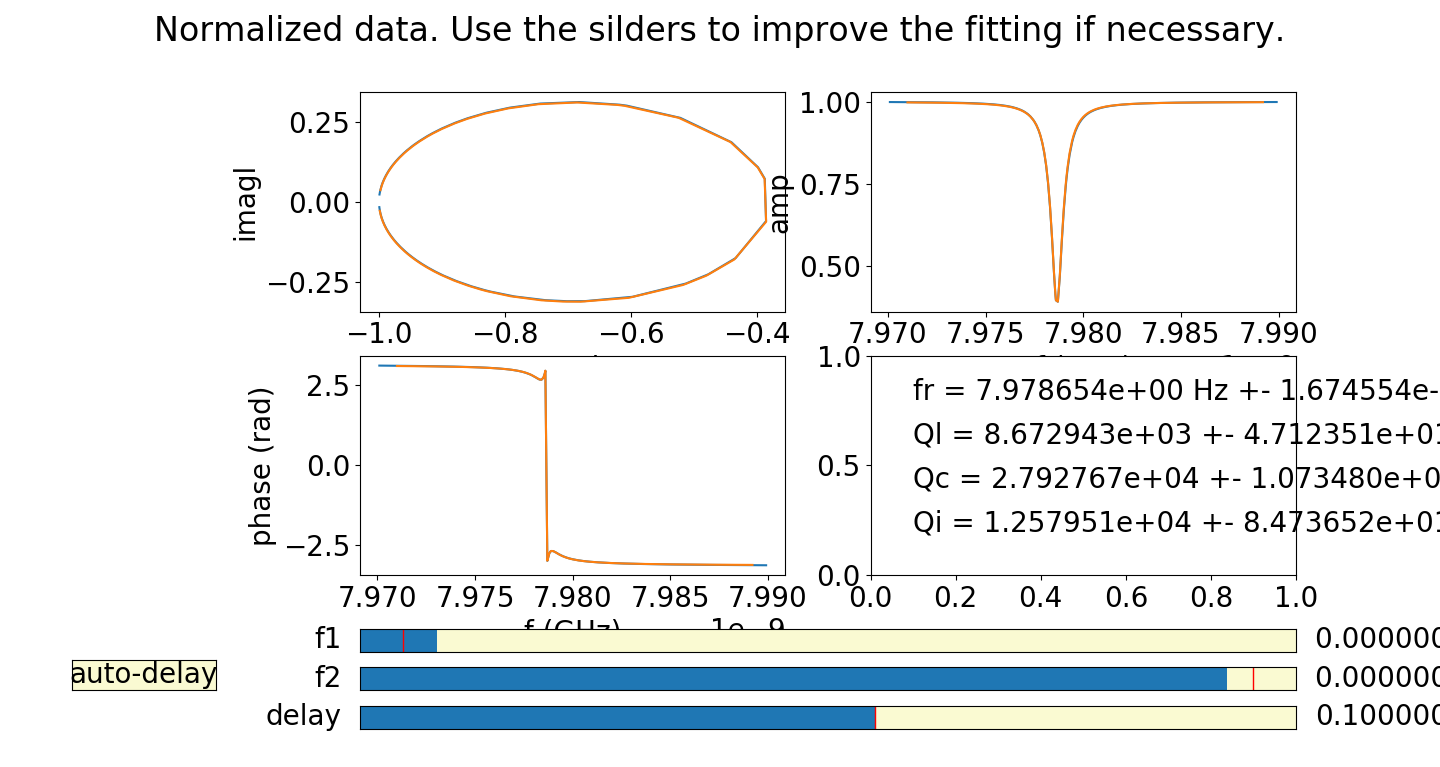 Normalized data. Use the silders to improve the fitting if necessary.
imagl
0.25
0.00
−0.25
−1.0 −0.8 −0.6 −0.4
amp
1.00
0.75
0.50
7.970 7.975 7.980 7.985 7.990
phase (rad)
2.5
0.0
−2.5
7.970 7.975 7.980 7.985 7.990
f (GHz) 1e−9
1.0
0.5
0.0
0.0 0.2 0.4 0.6 0.8 1.0
fr = 7.978654e+00 Hz +- 1.674554e-
Ql = 8.672943e+03 +- 4.712351e+01
Qc = 2.792767e+04 +- 1.073480e+0
Qi = 1.257951e+04 +- 8.473652e+01
f1 0.000000
auto-delay
f2 0.000000
delay 0.100000